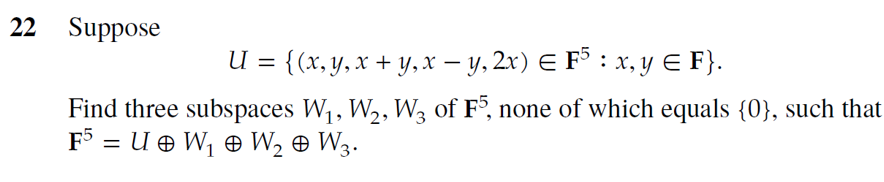 22 Suppose
U = {(x, y, x + y, x − y, 2x) ∈ F⁵ : x, y ∈ F}.
Find three subspaces W₁, W₂, W₃ of F⁵, none of which equals {0}, such that
F⁵ = U ⊕ W₁ ⊕ W₂ ⊕ W₃.